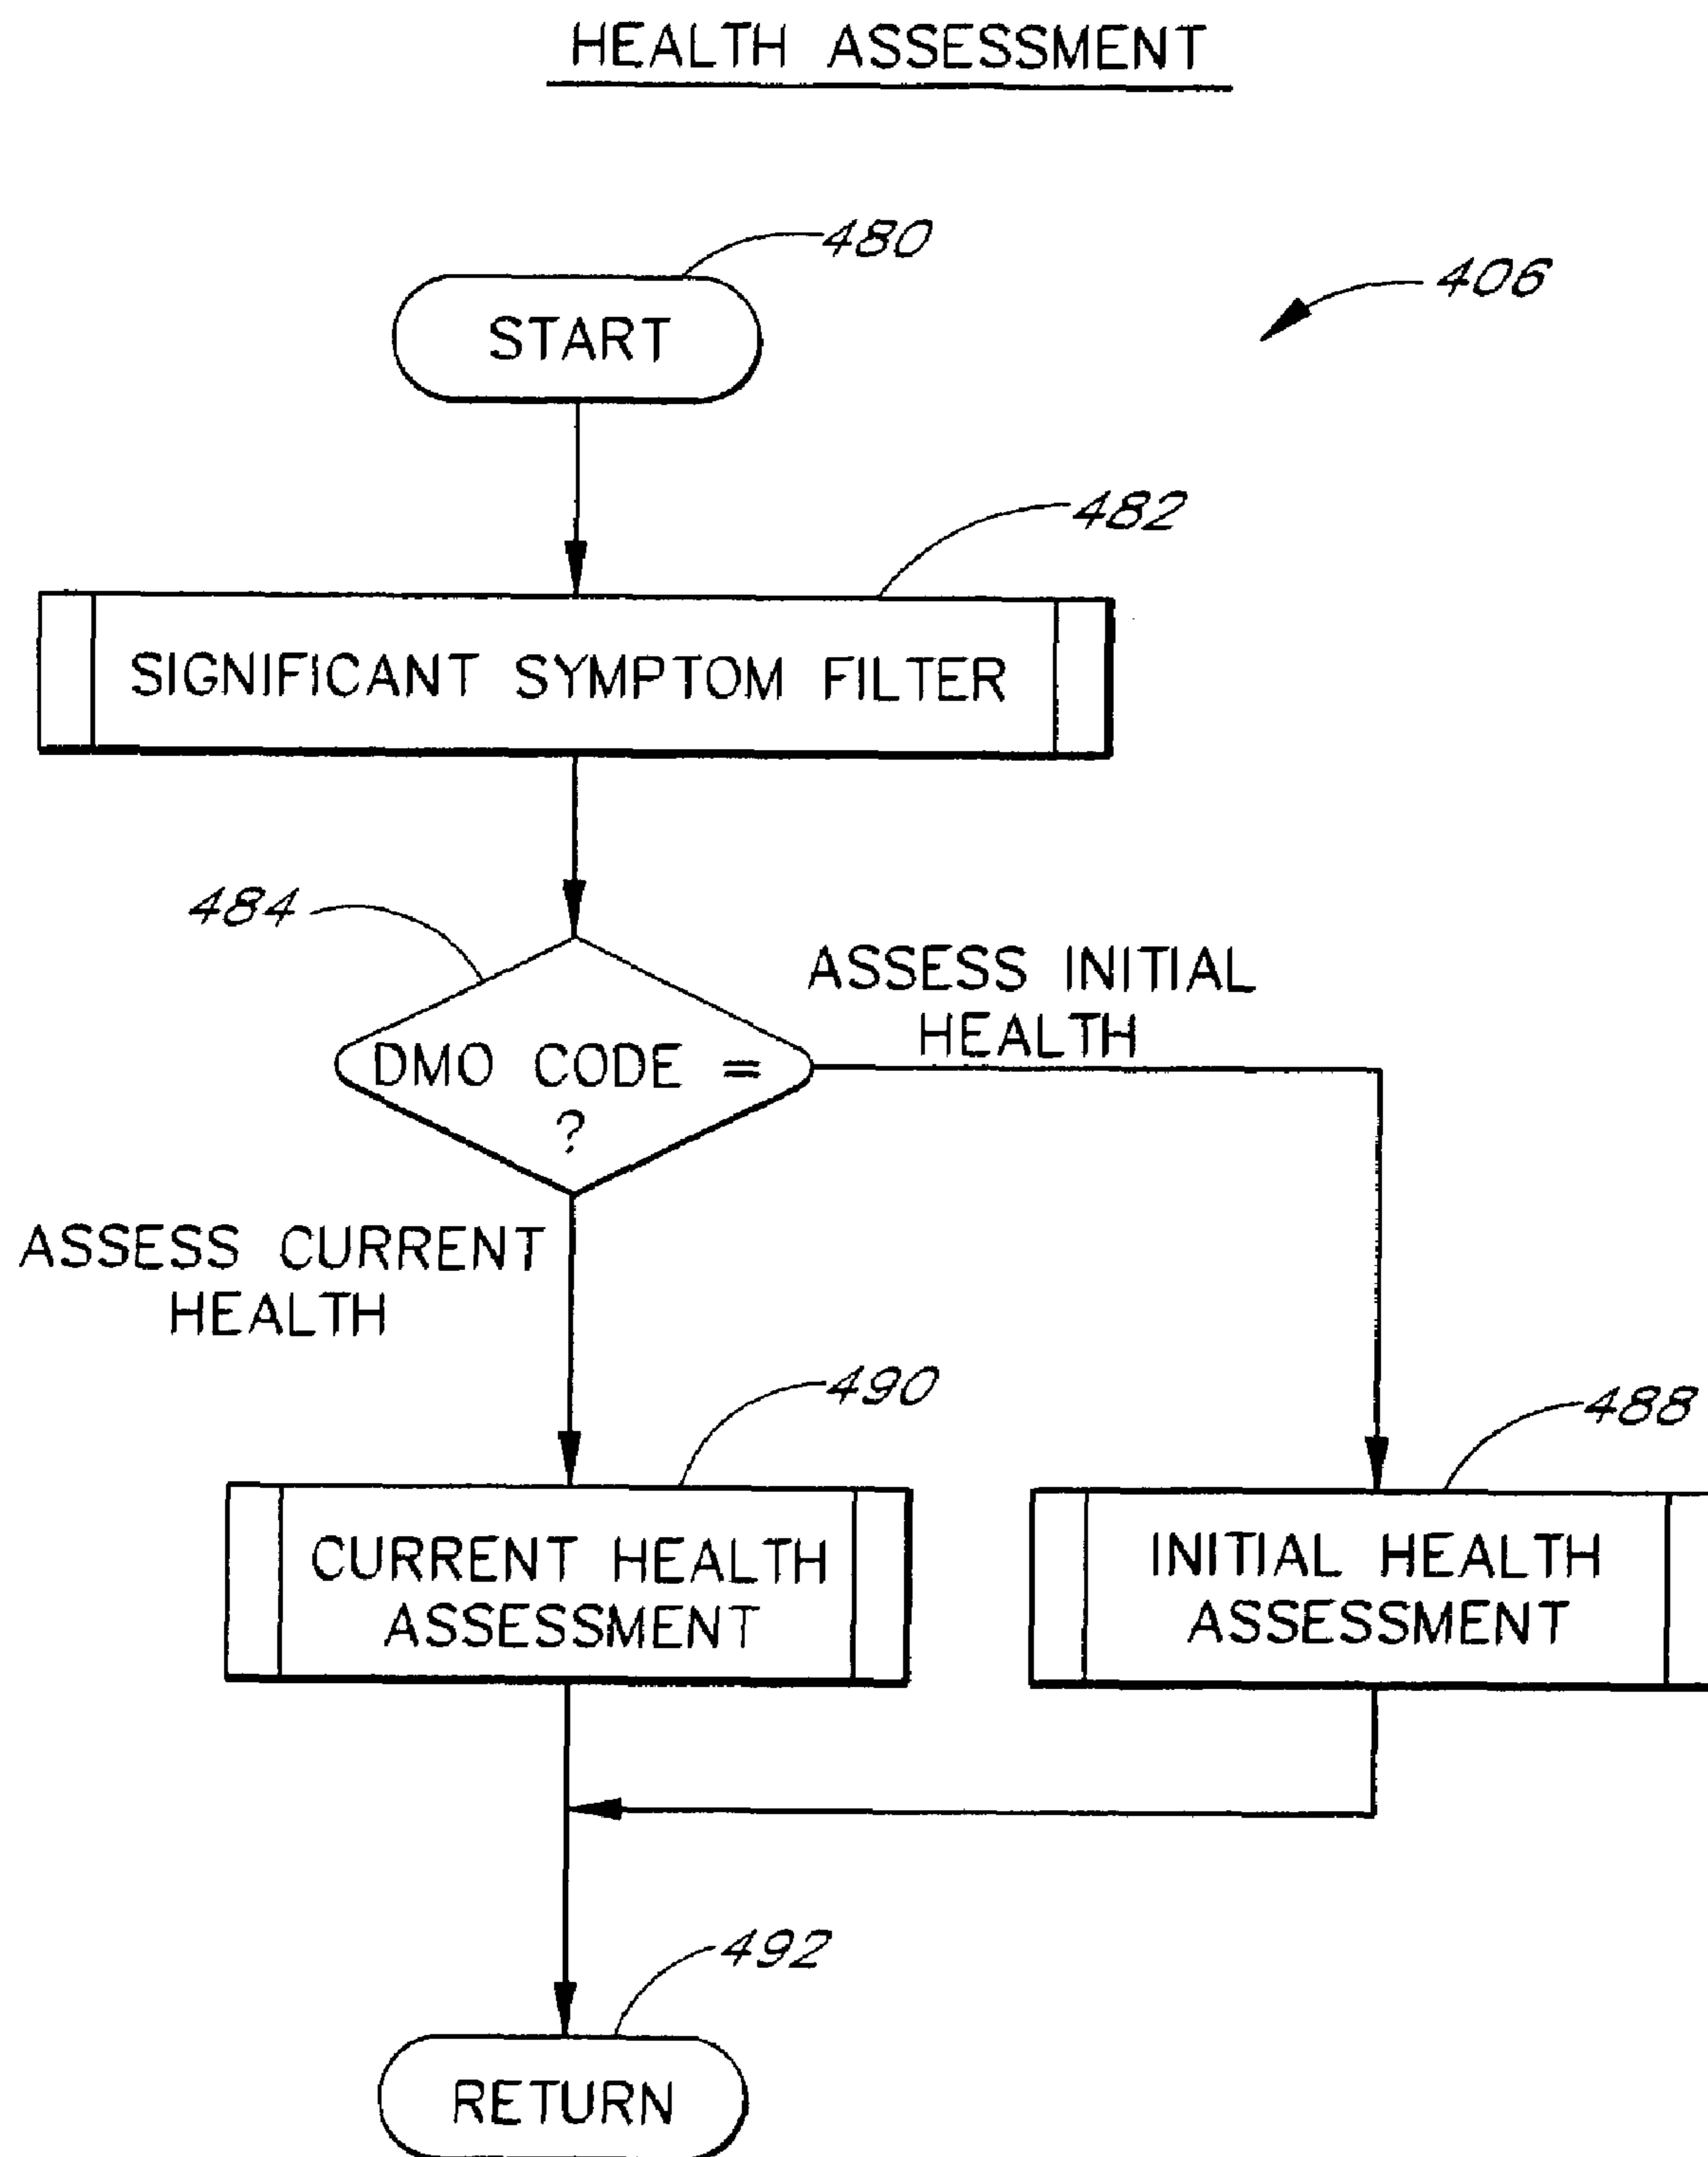 HEALTH ASSESSMENT
480
406
START
482
SIGNIFICANT SYMPTOM FILTER
484
ASSESS INITIAL
HEALTH
DMO CODE =
?
ASSESS CURRENT
HEALTH
490
488
CURRENT HEALTH
ASSESSMENT
INITIAL HEALTH
ASSESSMENT
492
RETURN